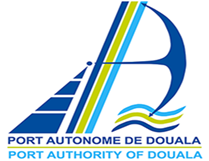 PORT AUTONOME DE DOUALA
PORT AUTHORITY OF DOUALA